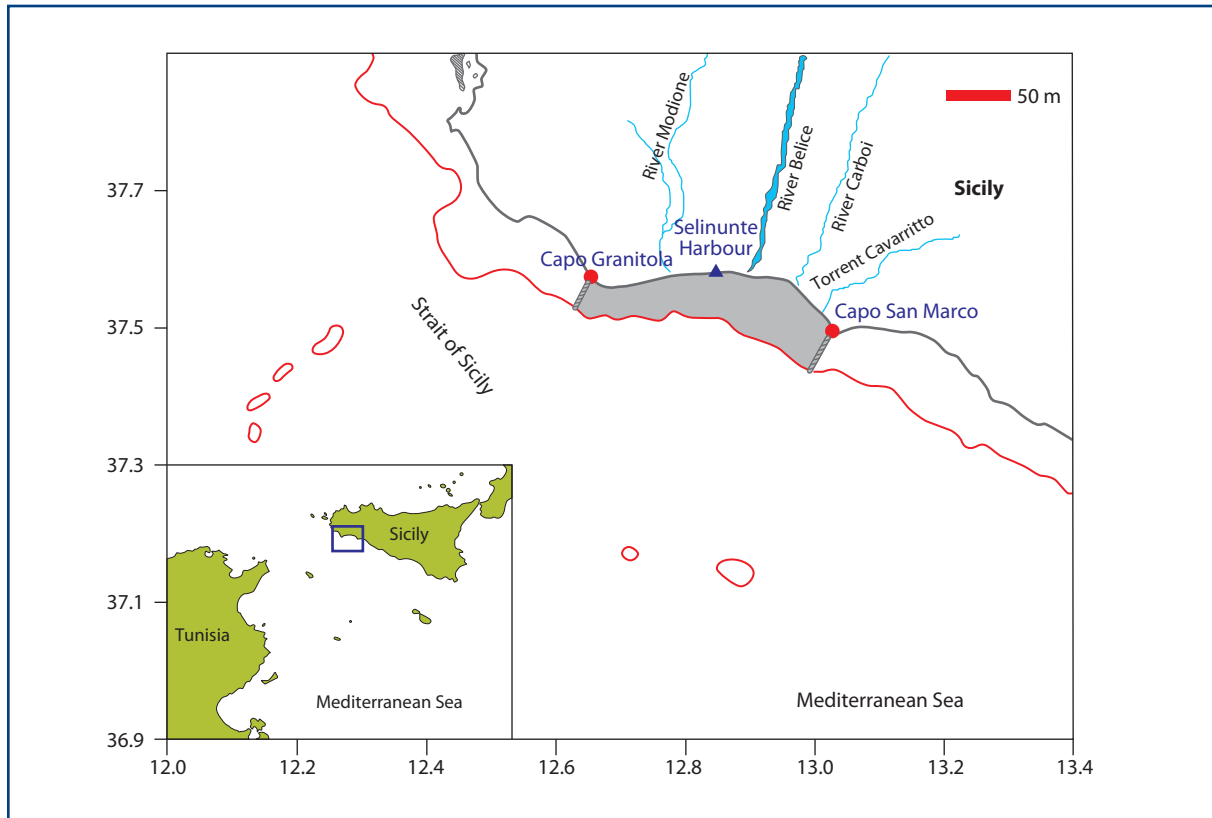 50 m
River Modione
River Belice
River Carboi
Sicily
37.7
Selinunte
Harbour
Torrent Cavarritto
Capo Granitola
Capo San Marco
37.5
Strait of Sicily
37.3
Sicily
37.1
Tunisia
Mediterranean Sea
Mediterranean Sea
36.9
12.0
12.2
12.4
12.6
12.8
13.0
13.2
13.4